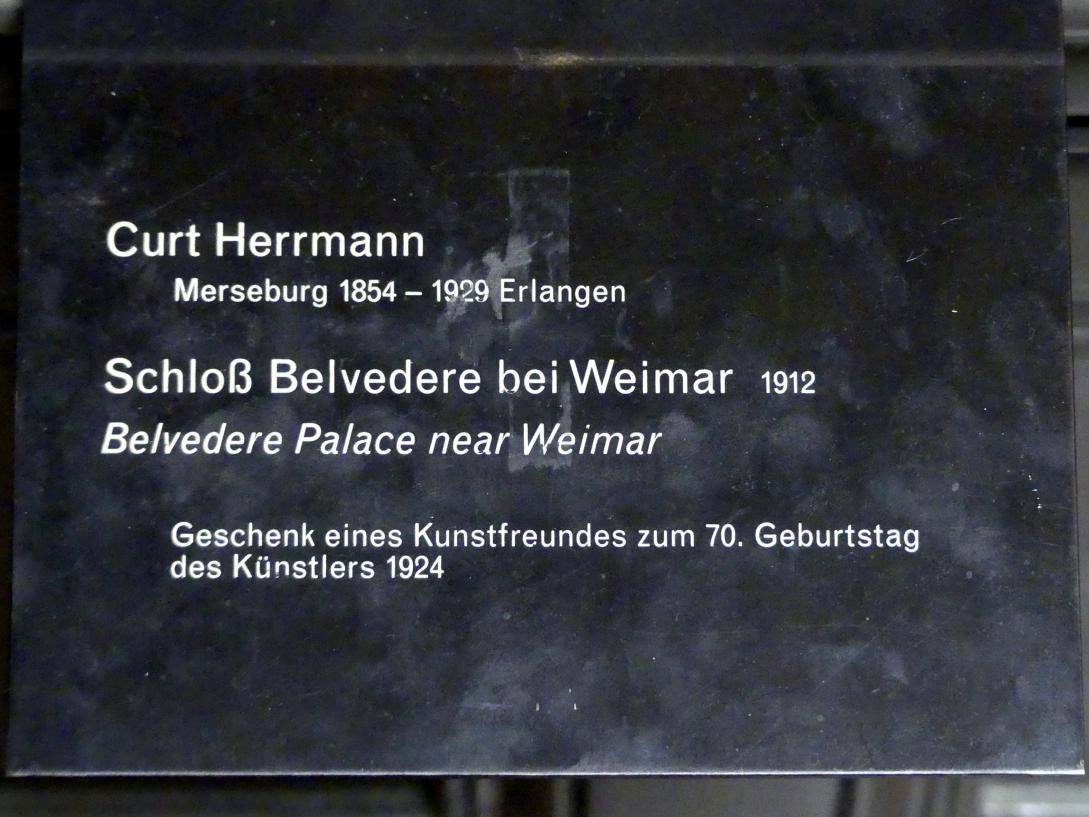 Curt Herrmann
Merseburg 1854 – 1929 Erlangen
Schloß Belvedere bei Weimar 1912
Belvedere Palace near Weimar
Geschenk eines Kunstfreundes zum 70. Geburtstag
des Künstlers 1924